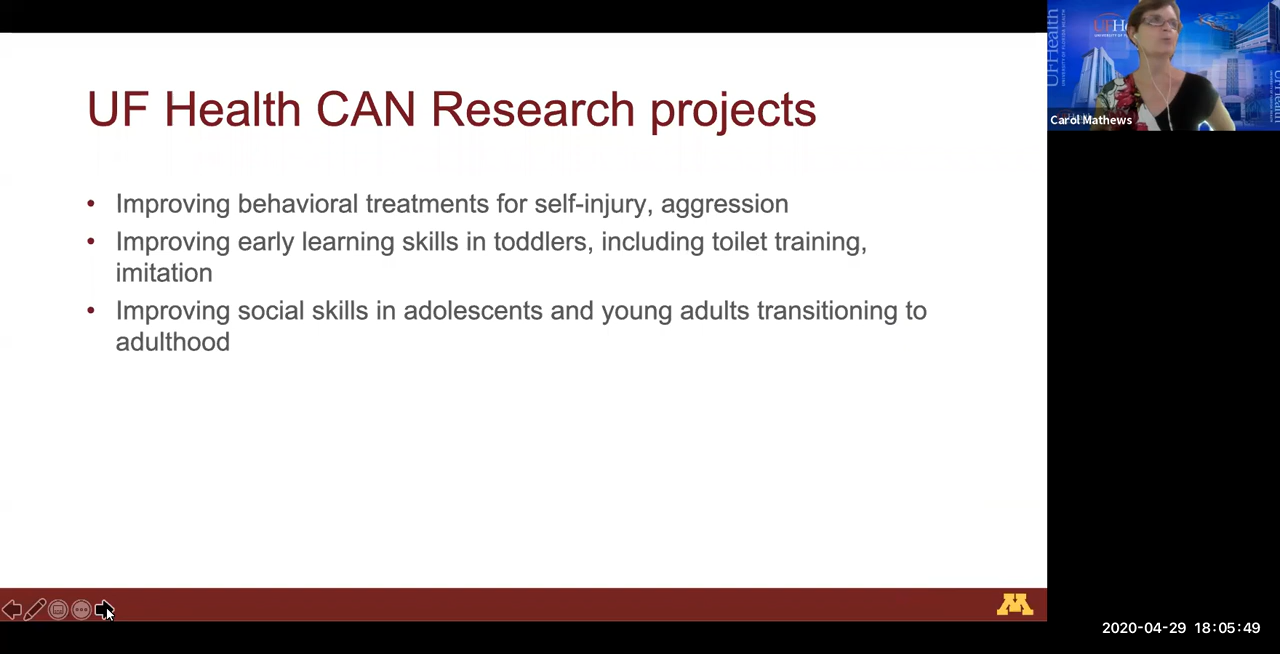 UF Health CAN Research projects
• Improving behavioral treatments for self-injury, aggression
• Improving early learning skills in toddlers, including toilet training,
imitation
• Improving social skills in adolescents and young adults transitioning to
adulthood
M
UFHealth
Carol Mathews
2020-04-29 18:05:49